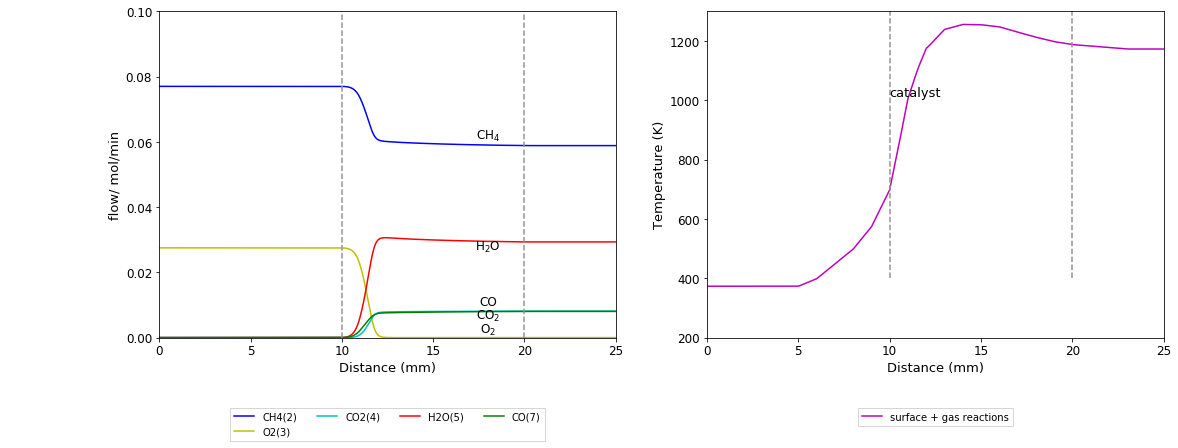 0.10
0.08
0.06
0.04
0.02
0.00
flow/ mol/min
CH4
H2O
CO
CO2
O2
0 5 10 15 20 25
Distance (mm)
CH4(2) CO2(4) H2O(5) CO(7)
O2(3)
1200
1000
800
600
400
200
Temperature (K)
catalyst
0 5 10 15 20 25
Distance (mm)
surface + gas reactions